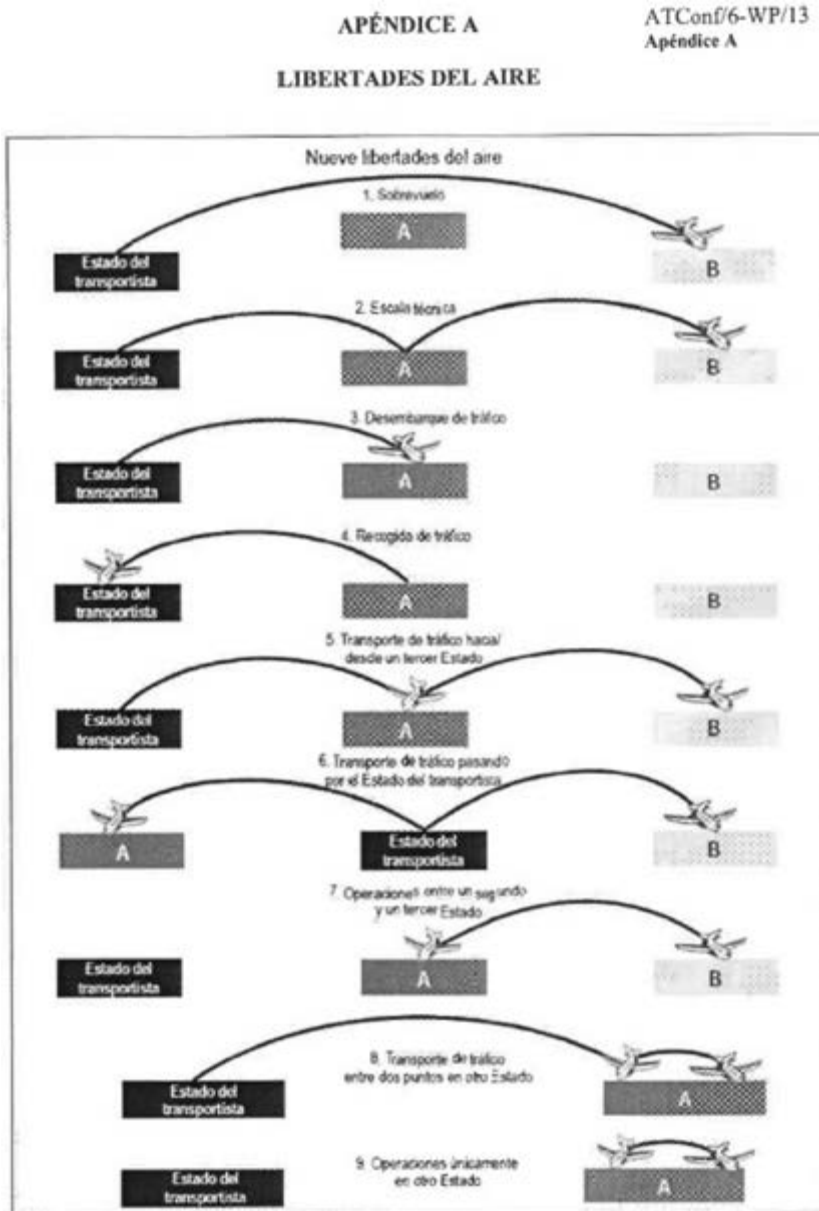 APÉNDICE A
ATConf/6-WP/13
Apéndice A
LIBERTADES DEL AIRE
Nueve libertades del aire
1. Sobrevuelo
A
Estado del
transportista
B
2. Escala técnica
Estado del
transportista
A
B
3. Desembarque de tráfico
Estado del
transportista
A
B
4. Recogida de tráfico
Estado del
transportista
A
B
5. Transporte de tráfico hacia/
desde un tercer Estado
Estado del
transportista
A
B
6. Transporte de tráfico pasando
por el Estado del transportista
A
Estado del
transportista
B
7. Operaciones entre un segundo
y un tercer Estado
Estado del
transportista
A
B
8. Transporte de tráfico
entre dos puntos en otro Estado
Estado del
transportista
A
9. Operaciones únicamente
en otro Estado
Estado del
transportista
A